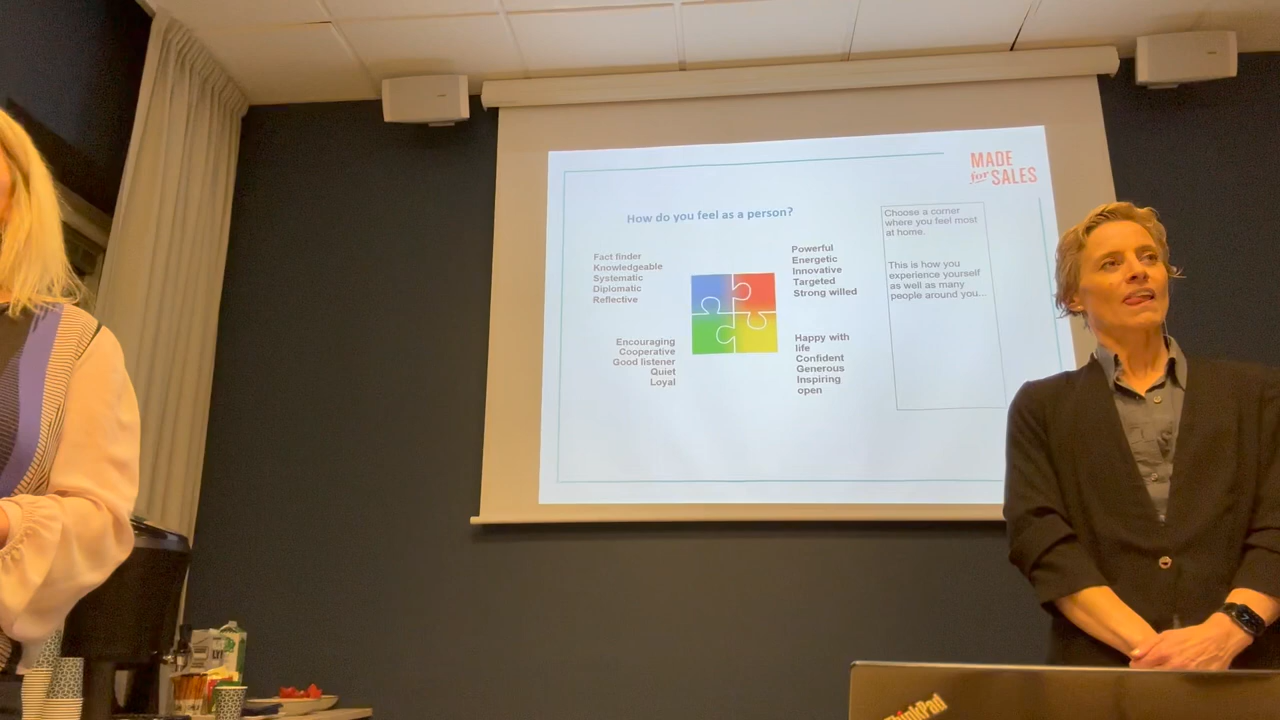 MADE
for SALES
How do you feel as a person?
Fact finder
Knowledgeable
Systematic
Diplomatic
Reflective
Powerful
Energetic
Innovative
Targeted
Strong willed
Encouraging
Cooperative
Good listener
Quiet
Loyal
Happy with
life
Confident
Generous
Inspiring
open
Choose a corner
where you feel most
at home.
This is how you
experience yourself
as well as many
people around you...
ThinkPad